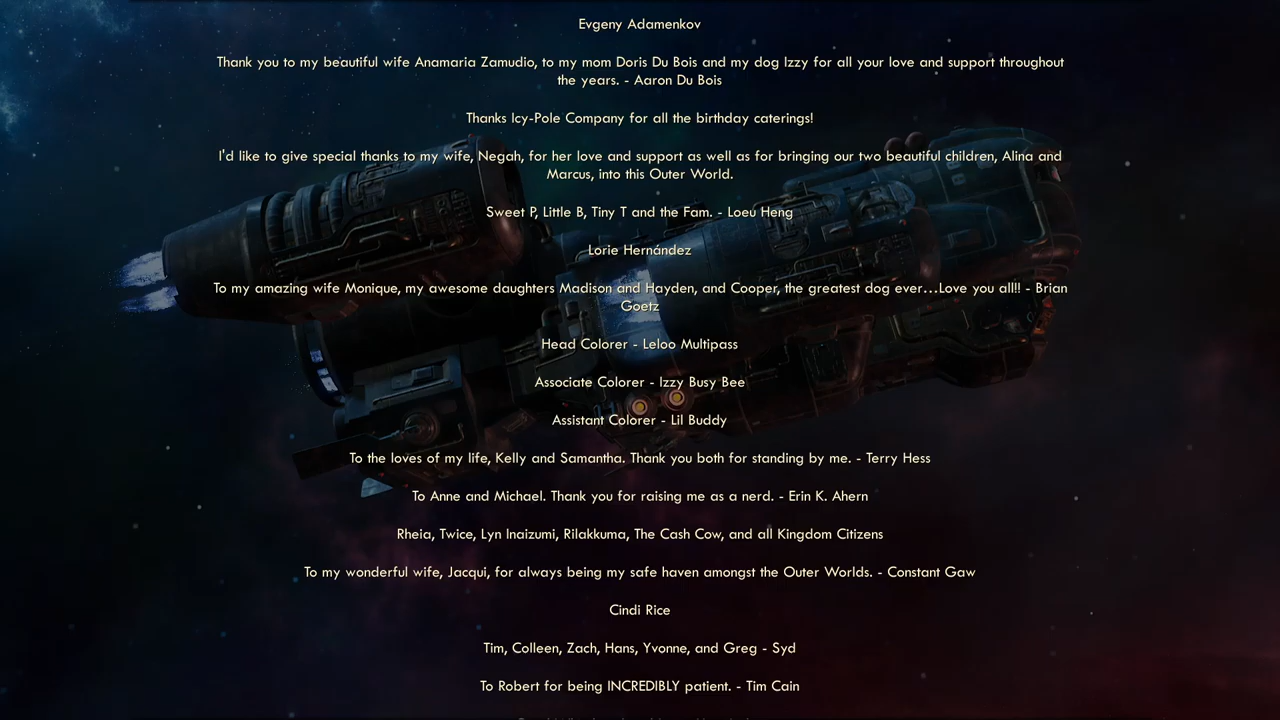 Evgeny Adamenkov
Thank you to my beautiful wife Anamaria Zamudio, to my mom Doris Du Bois and my dog Izzy for all your love and support throughout
the years. - Aaron Du Bois
Thanks Icy-Pole Company for all the birthday caterings!
I'd like to give special thanks to my wife, Negah, for her love and support as well as for bringing our two beautiful children, Alina and
Marcus, into this Outer World.
Sweet P, Little B, Tiny T and the Fam. - Loeu Heng
Lorie Hernández
To my amazing wife Monique, my awesome daughters Madison and Hayden, and Cooper, the greatest dog ever...Love you all!! - Brian
Goetz
Head Colorer - Leloo Multipass
Associate Colorer - Izzy Busy Bee
Assistant Colorer - Lil Buddy
To the loves of my life, Kelly and Samantha. Thank you both for standing by me. - Terry Hess
To Anne and Michael. Thank you for raising me as a nerd. - Erin K. Ahern
Rheia, Twice, Lyn Inaizumi, Rilakkuma, The Cash Cow, and all Kingdom Citizens
To my wonderful wife, Jacqui, for always being my safe haven amongst the Outer Worlds. - Constant Gaw
Cindi Rice
Tim, Colleen, Zach, Hans, Yvonne, and Greg - Syd
To Robert for being INCREDIBLY patient. - Tim Cain